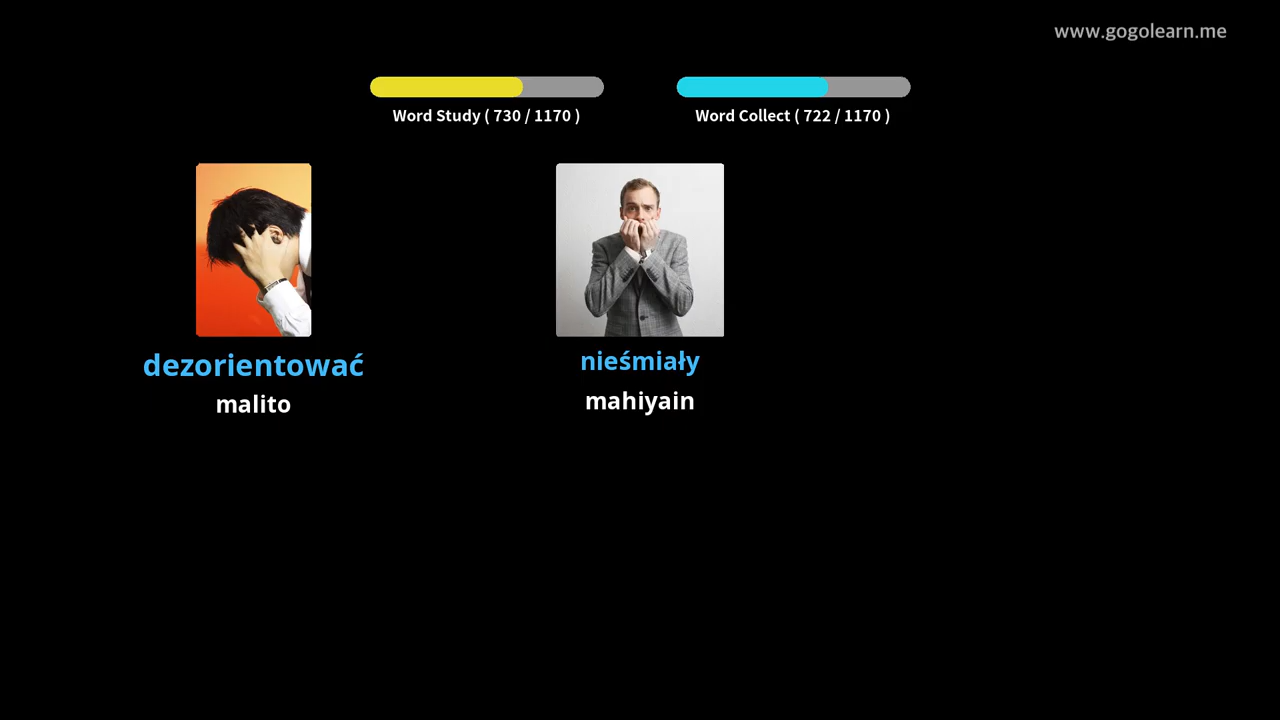 www.gogolearn.me
Word Study ( 730 / 1170 )
Word Collect ( 722 / 1170 )
dezorientować
malito
nieśmiały
mahiyain